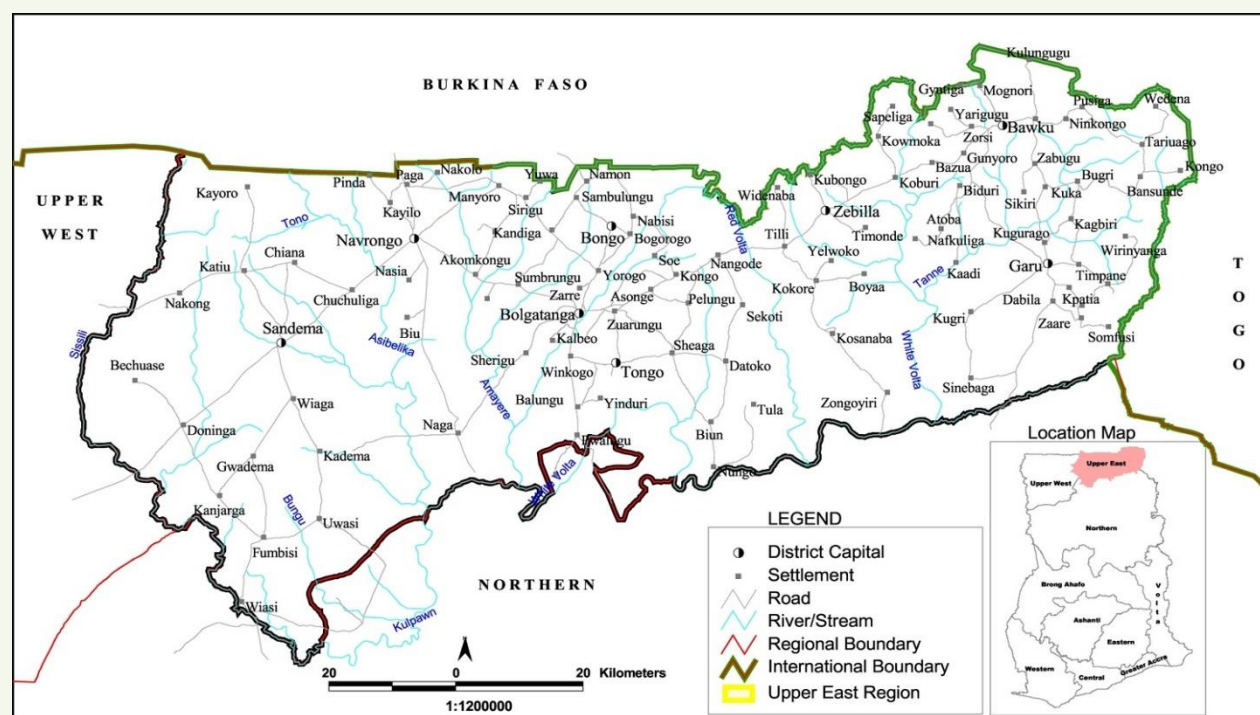 BURKINA FASO
UPPER
WEST
TOGO
NORTHERN
Kulungugu
Gyntiga
Mognori
Sapeliga
Yarigugu
Pusiga
Wedena
Bawku
Ninkongo
Zorsi
Kowmoka
Tariuago
Gunyoro
Zabugu
Bazua
Kongo
Nakolo
Yuwa
Namon
Paga
Pinda
Kayoro
Widenaba
Kubongo
Koburi
Biduri
Bugri
Kuka
Bansunde
Sikiri
Manyoro
Sirigu
Sambulungu
Kayilo
Tono
Red Volta
Zebilla
Atoba
Nabisi
Kagbiri
Navrongo
Kandiga
Bongo
Bogorogo
Tilli
Timonde
Nafkuliga
Kugurago
Wirinyanga
Chiana
Akomkongu
Yelwoko
Katiu
Nasia
Sumbrungu
Yorogo
Soe
Nangode
Kongo
Kokore
Boyaa
Tanne
Kaadi
Garu
Timpane
Nakong
Chuchuliga
Zarre
Asonge
Pelungu
Dabila
Kpatia
Bolgatanga
Zuarungu
Sekoti
Kugri
Zaare
Somfusi
Sandema
Biu
Asibelika
Kalbeo
Kosanaba
White Volta
Sissili
Sherigu
Sheaga
Bechuase
Winkogo
Tongo
Datoko
Sinebaga
Amayere
Wiaga
Balungu
Yinduri
Tula
Zongoyiri
Doninga
Naga
Biun
Pwalugu
Gwadema
Kadema
Nungo
White Volta
Kanjarga
Bungu
Uwasi
Fumbisi
Wiasi
Kulpawn
20 0 20 Kilometers
1:1200000
LEGEND
District Capital
Settlement
Road
River/Stream
Regional Boundary
International Boundary
Upper East Region
Location Map
Upper East
Upper West
Northern
Brong Ahafo
Volta
Ashanti
Eastern
Western
Central
Greater Accra